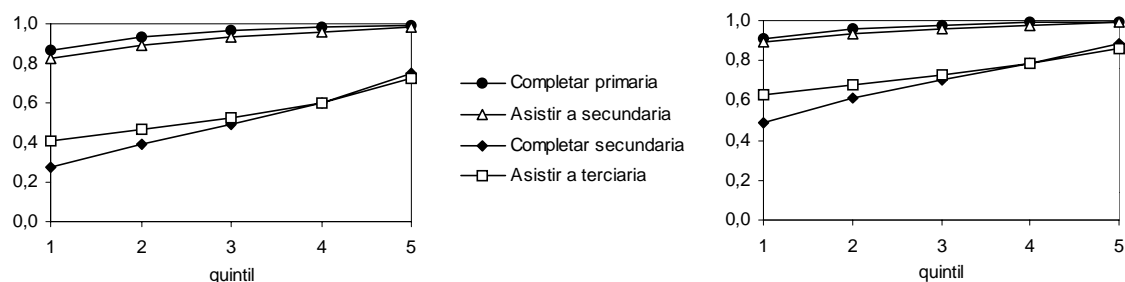 1,0
0,8
0,6
0,4
0,2
0,0
1 2 3 4 5
quintil
Completar primaria
Asistir a secundaria
Completar secundaria
Asistir a terciaria
1,0
0,8
0,6
0,4
0,2
0,0
1 2 3 4 5
quintil